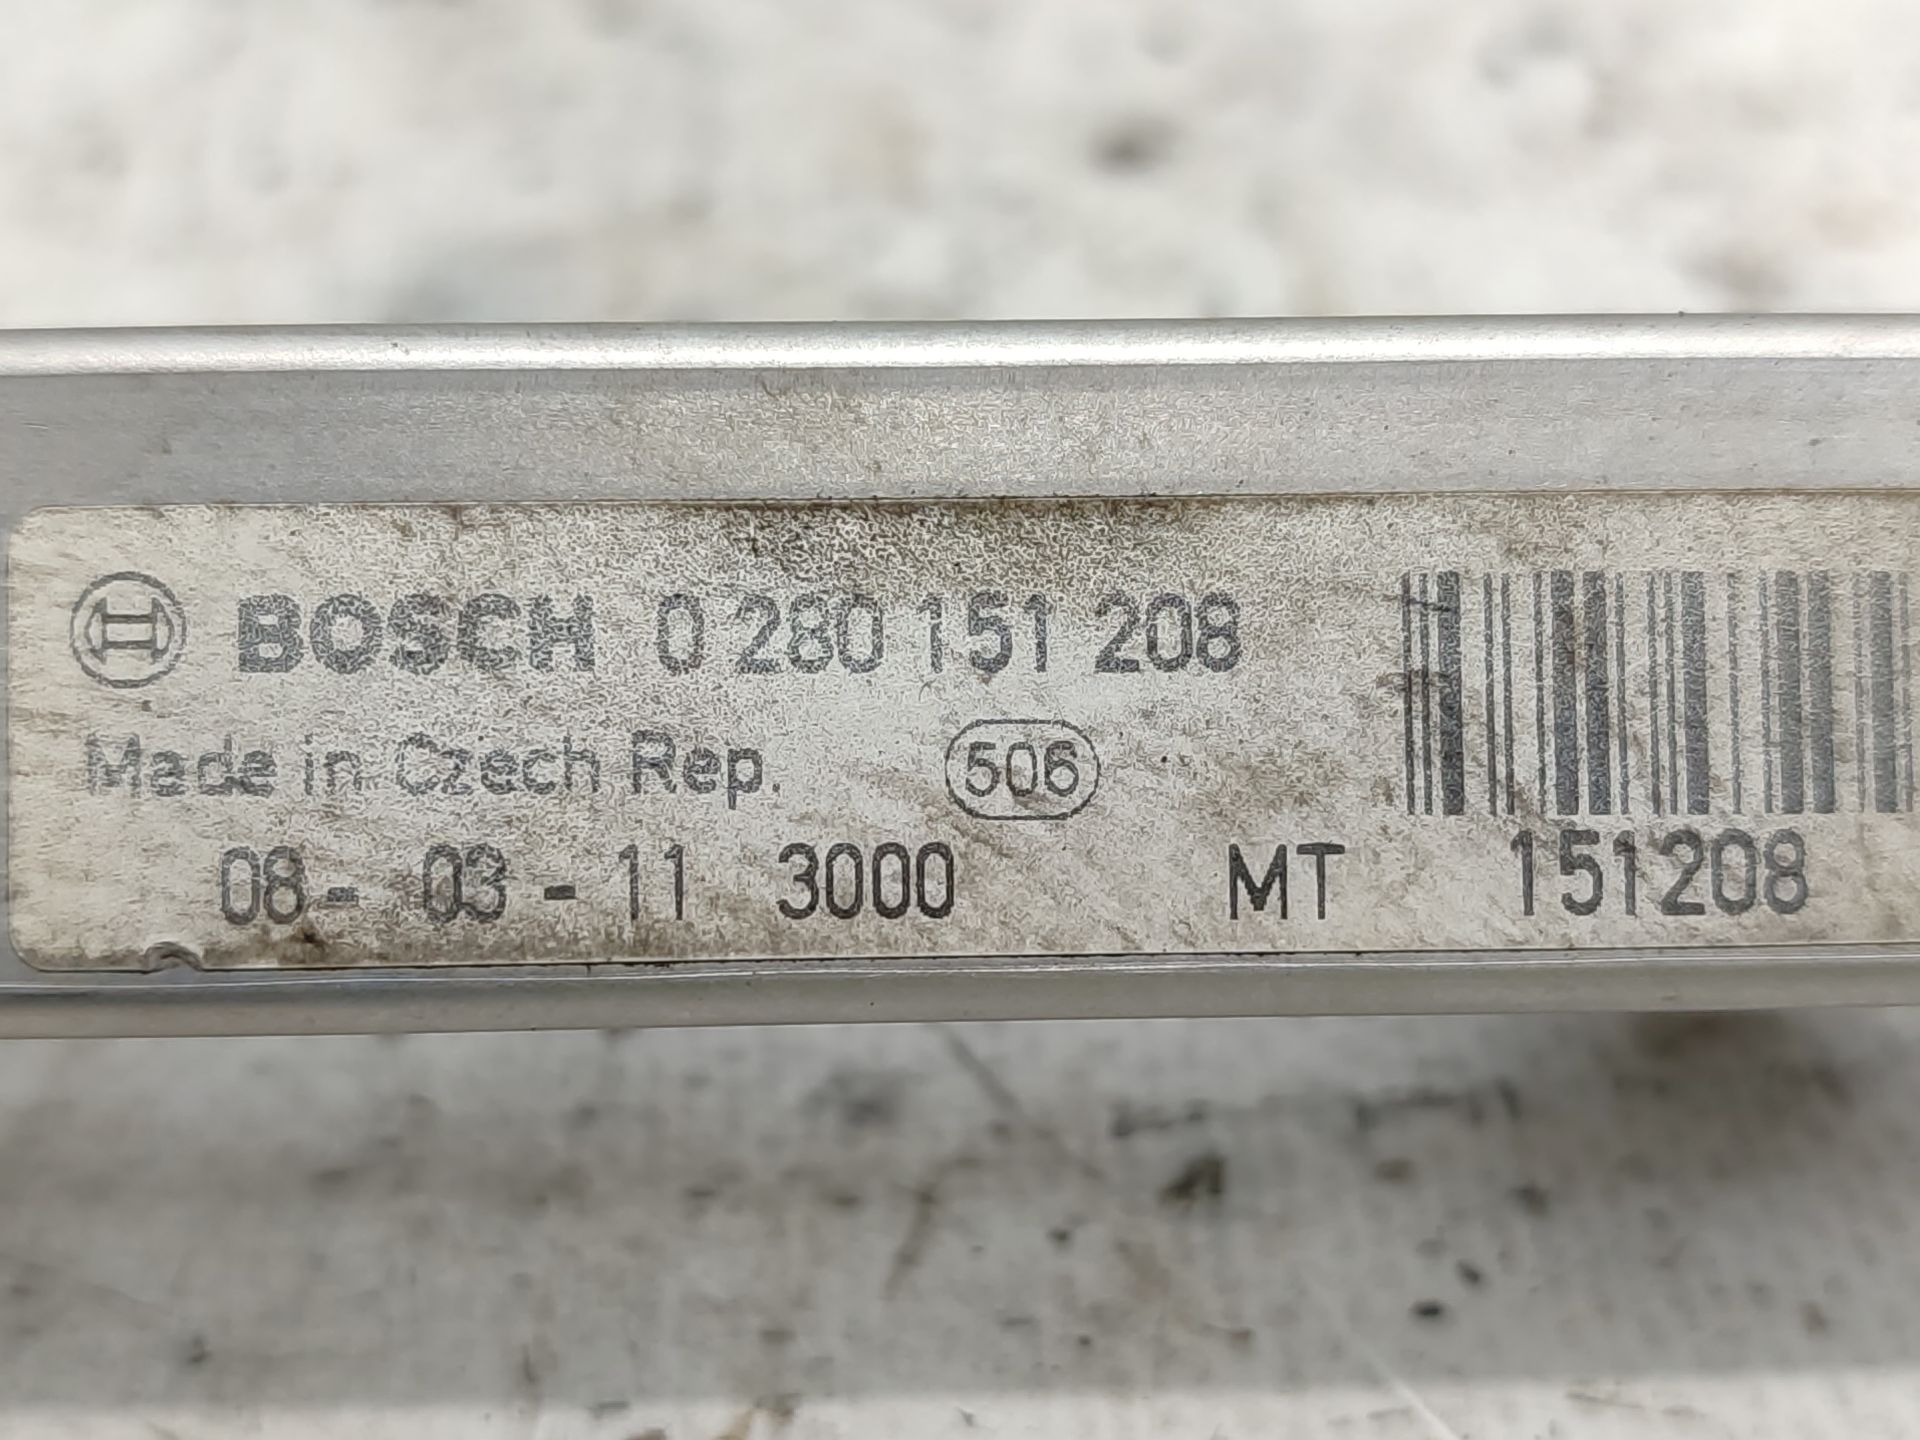 BOSCH 0 280 151 208
Made in Czech Rep. 506
08- 03 - 11 3000 MT 151208